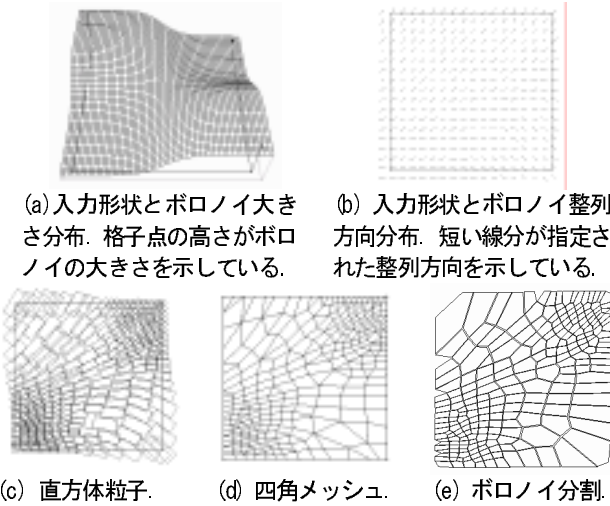 (a)入力形状とボロノイ大き
さ分布. 格子点の高さがボロ
ノイの大きさを示している.
(b) 入力形状とボロノイ整列
方向分布. 短い線分が指定さ
れた整列方向を示している.
(c) 直方体粒子.
(d) 四角メッシュ.
(e) ボロノイ分割.